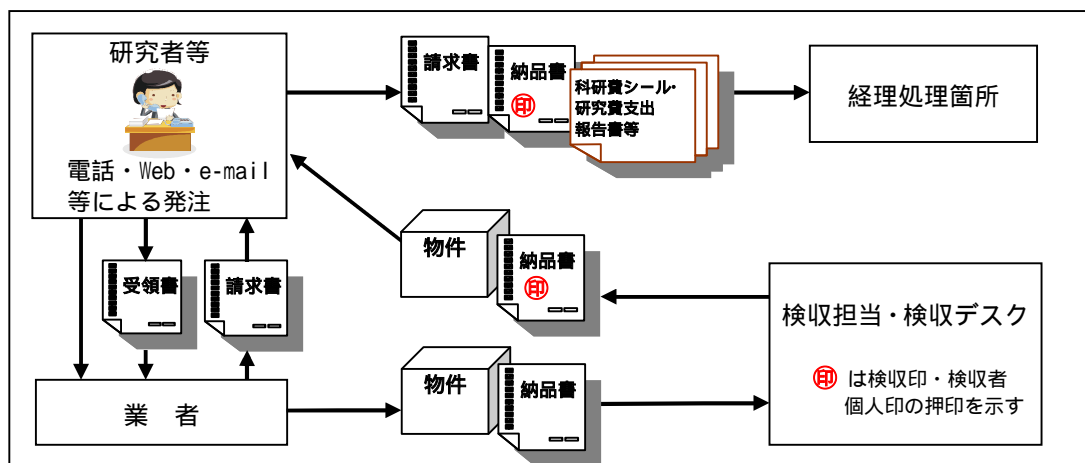 研究者等
電話・Web・e-mail
等による発注
請求書
納品書
印
科研費シール・
研究費支出
報告書等
経理処理箇所
物件
納品書
印
受領書
請求書
検収担当・検収デスク
印 は検収印・検収者
個人印の押印を示す
業 者
物件
納品書